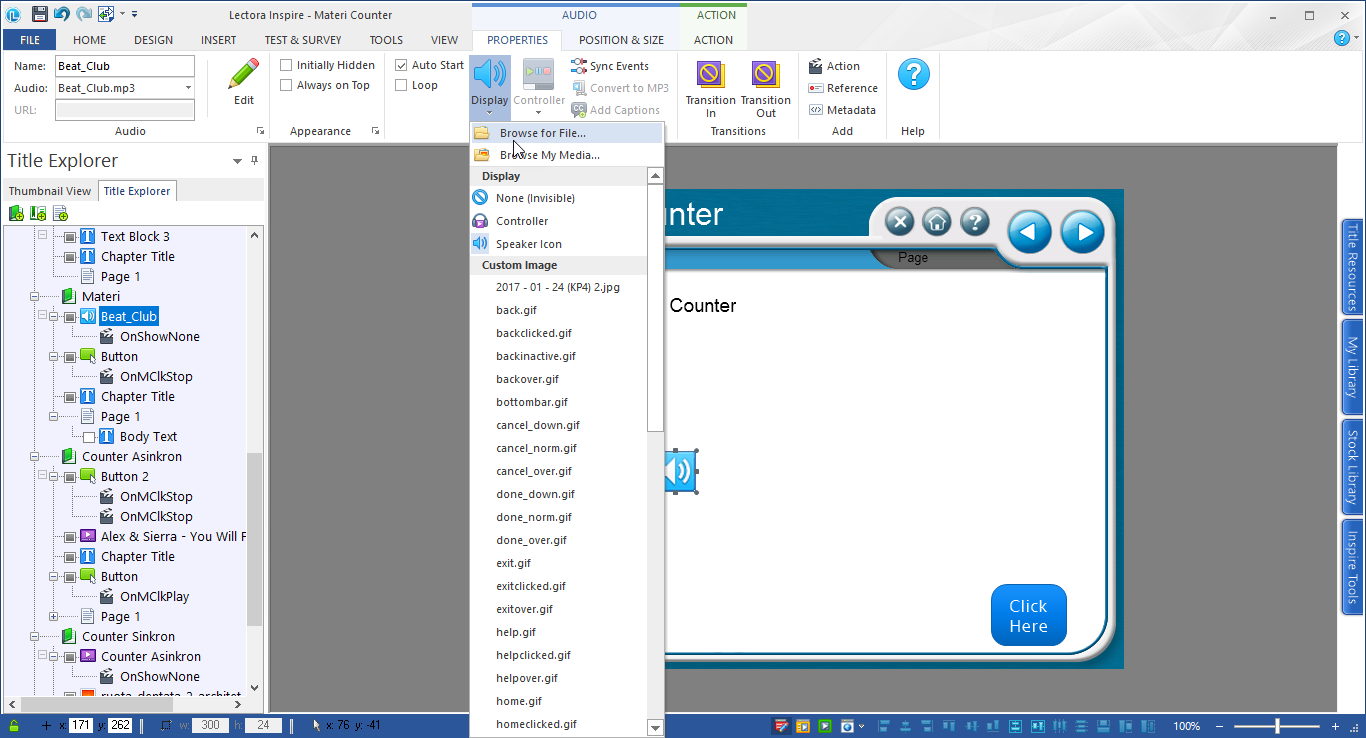 Lectora Inspire - Materi Counter
AUDIO
ACTION
FILE
HOME
DESIGN
INSERT
TEST & SURVEY
TOOLS
VIEW
PROPERTIES
POSITION & SIZE
ACTION
Name:
Beat_Club
Audio:
Beat_Club.mp3
URL:
Edit
Audio
Initially Hidden
Always on Top
Appearance
Auto Start
Loop
Display
Controller
Sync Events
Convert to MP3
CC
Add Captions
Transition In
Transition Out
Transitions
Action
Reference
Metadata
Add
Help
Title Explorer
Thumbnail View
Title Explorer
Text Block 3
Chapter Title
Page 1
Materi
Beat_Club
OnShowNone
Button
OnMClkStop
Chapter Title
Page 1
Body Text
Counter Asinkron
Button 2
OnMClkStop
OnMClkStop
Alex & Sierra - You Will F
Chapter Title
Button
OnMClkPlay
Page 1
Counter Sinkron
Counter Asinkron
OnShowNone
Browse for File...
Browse My Media...
Display
None (Invisible)
Controller
Speaker Icon
Custom Image
2017 - 01 - 24 (KP4) 2.jpg
back.gif
backclicked.gif
backinactive.gif
backover.gif
bottombar.gif
cancel_down.gif
cancel_norm.gif
cancel_over.gif
done_down.gif
done_norm.gif
done_over.gif
exit.gif
exitclicked.gif
exitover.gif
help.gif
helpclicked.gif
helpover.gif
home.gif
homeclicked.gif
nter
Page
Counter
Click
Here
Title Resources
My Library
Stock Library
Inspire Tools
x: 171 y: 262
w: 300 h: 24
x: 76 y: -41
100%